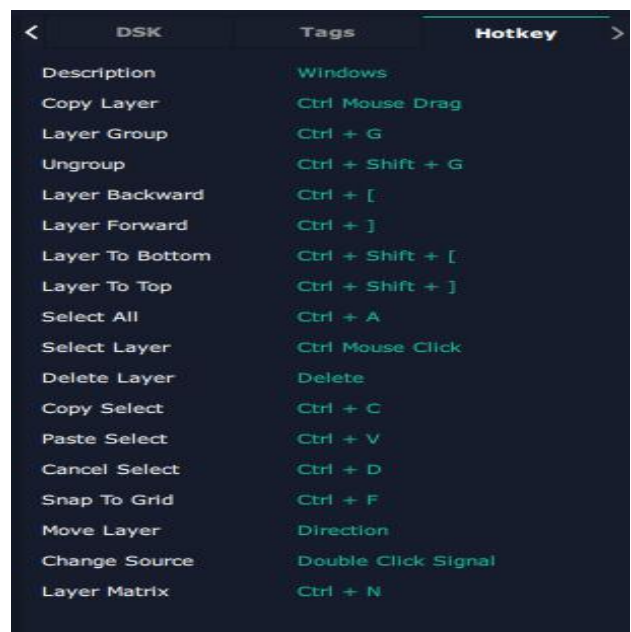 < DSK Tags Hotkey >
Description Windows
Copy Layer Ctrl Mouse Drag
Layer Group Ctrl + G
Ungroup Ctrl + Shift + G
Layer Backward Ctrl + [
Layer Forward Ctrl + ]
Layer To Bottom Ctrl + Shift + [
Layer To Top Ctrl + Shift + ]
Select All Ctrl + A
Select Layer Ctrl Mouse Click
Delete Layer Delete
Copy Select Ctrl + C
Paste Select Ctrl + V
Cancel Select Ctrl + D
Snap To Grid Ctrl + F
Move Layer Direction
Change Source Double Click Signal
Layer Matrix Ctrl + N